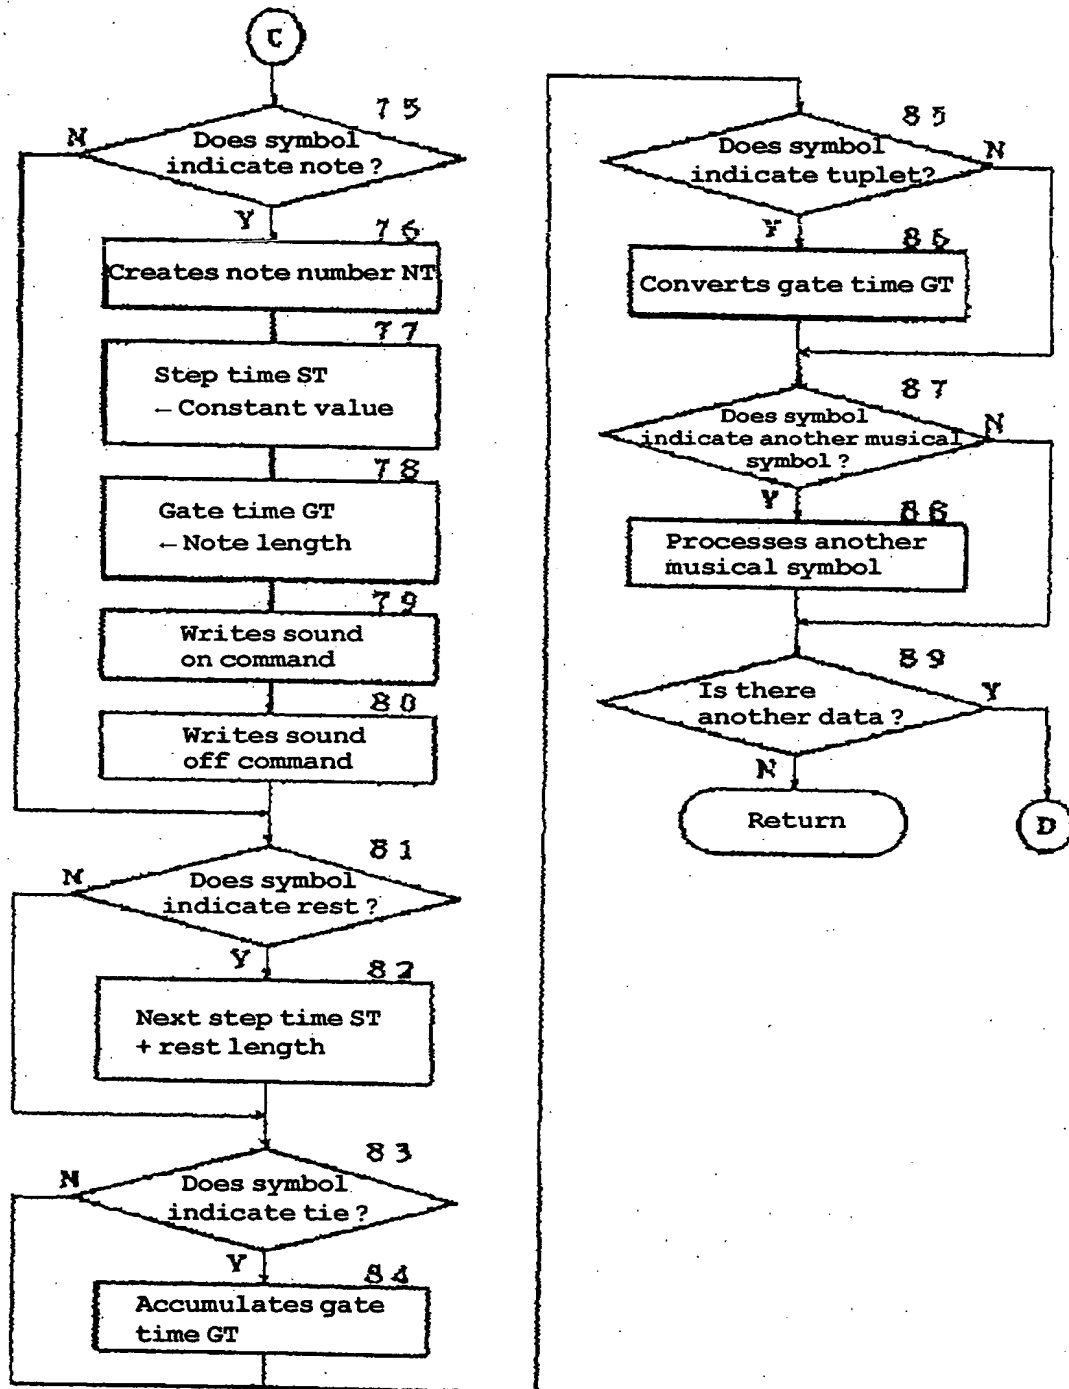 C
75
N
Does symbol
indicate note?
Y
76
Creates note number NT
77
Step time ST
←Constant value
78
Gate time GT
←Note length
79
Writes sound
on command
80
Writes sound
off command
81
N
Does symbol
indicate rest?
Y
82
Next step time ST
+ rest length
83
N
Does symbol
indicate tie?
Y
84
Accumulates gate
time GT
85
Does symbol
indicate tuplet?
N
Y
86
Converts gate time GT
87
Does symbol
indicate another musical
symbol?
N
Y
88
Processes another
musical symbol
89
Is there
another data?
Y
N
Return
D